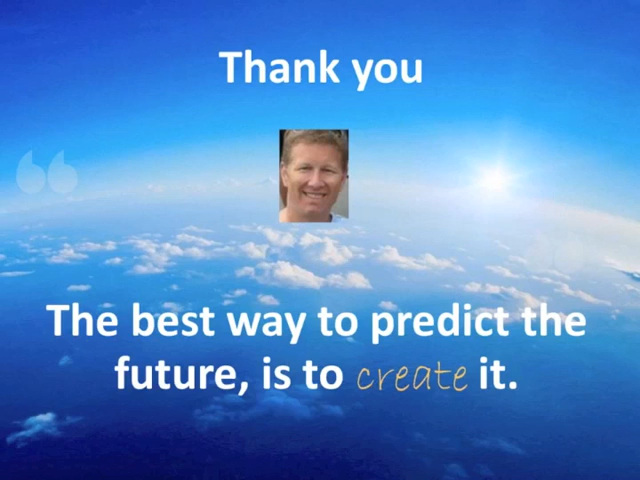 Thank you
The best way to predict the
future, is to create it.